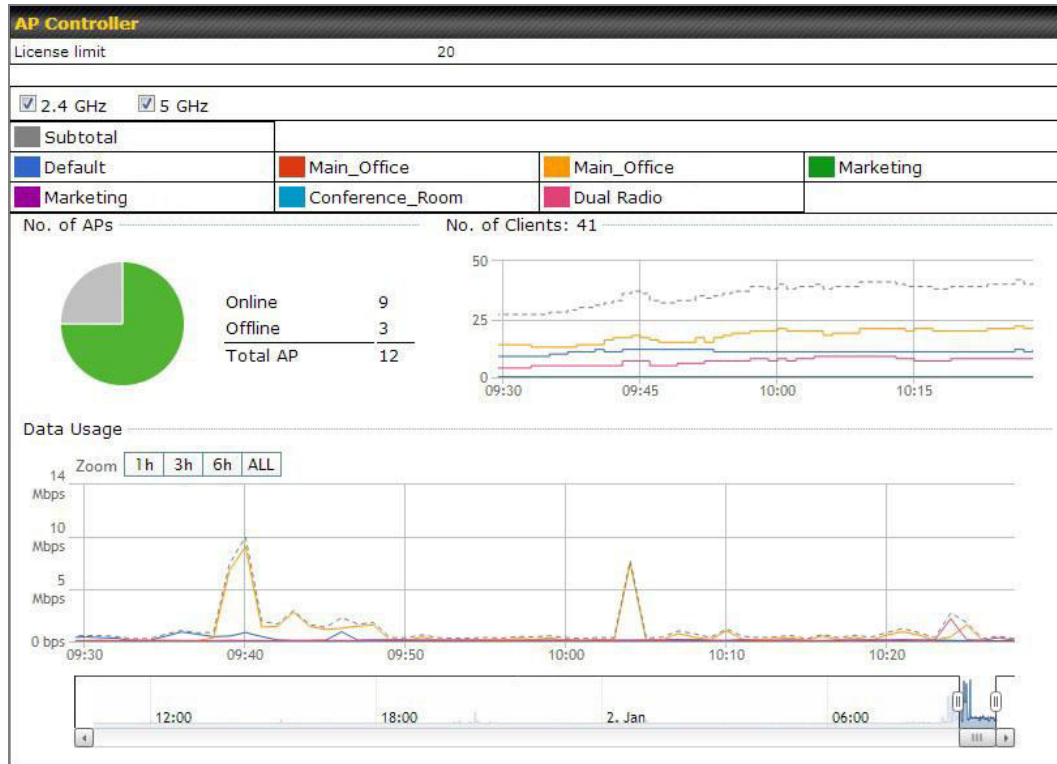 AP Controller
License limit 20
2.4 GHz 5 GHz
Subtotal
Default Main_Office Main_Office Marketing
Marketing Conference_Room Dual Radio
No. of APs No. of Clients: 41
Online 9
Offline 3
Total AP 12
50
25
0
09:30 09:45 10:00 10:15
Data Usage
Zoom 1h 3h 6h ALL
14
Mbps
10
Mbps
5
Mbps
0 bps
09:30 09:40 09:50 10:00 10:10 10:20
12:00 18:00 2. Jan 06:00